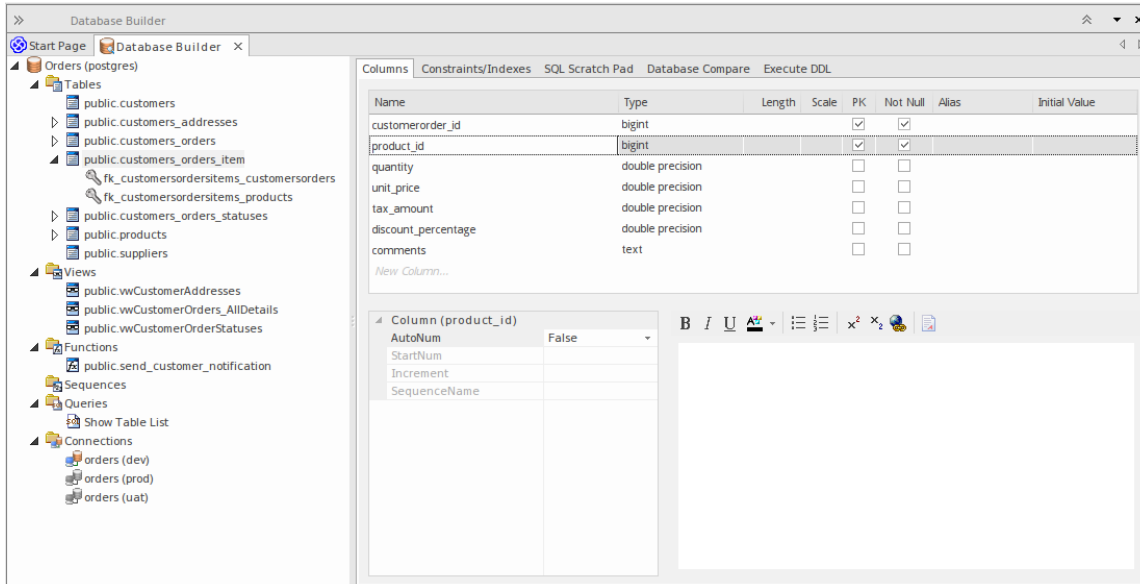 Database Builder
Start Page Database Builder
Orders (postgres)
Tables
public.customers
public.customers_addresses
public.customers_orders
public.customers_orders_item
fk_customersordersitems_customersorders
fk_customersordersitems_products
public.customers_orders_statuses
public.products
public.suppliers
Views
public.vwCustomerAddresses
public.vwCustomerOrders_AllDetails
public.vwCustomerOrderStatuses
Functions
public.send_customer_notification
Sequences
Queries
Show Table List
Connections
orders (dev)
orders (prod)
orders (uat)
Columns Constraints/Indexes SQL Scratch Pad Database Compare Execute DDL
Name Type Length Scale PK Not Null Alias Initial Value
customerorder_id bigint
product_id bigint
quantity double precision
unit_price double precision
tax_amount double precision
discount_percentage double precision
comments text
New Column...
Column (product_id)
AutoNum False
StartNum
Increment
SequenceName
B I U A x² x₂